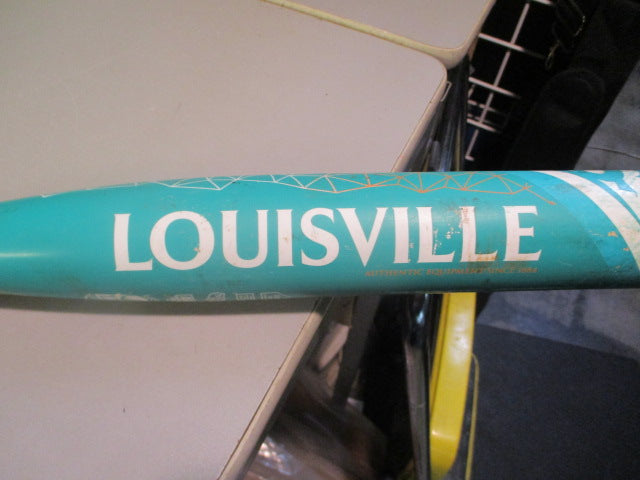 LOUISVILLE
AUTHENTIC EQUIPMENT SINCE 1884